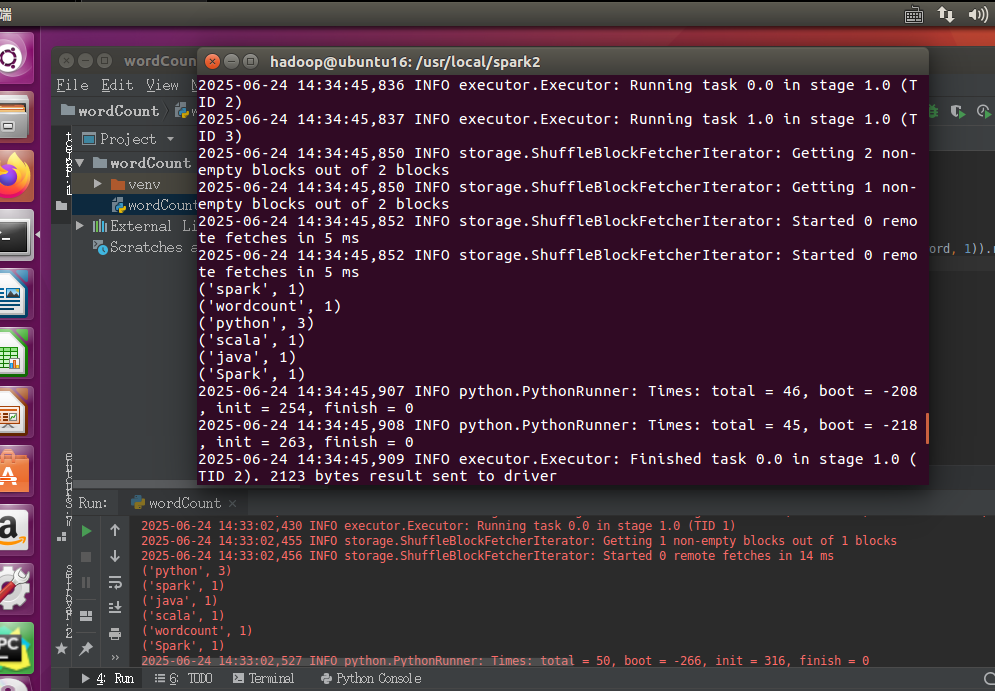 wordCoun
hadoop@ubuntu16: /usr/local/spark2
File Edit View
wordCount
Project
wordCount
venv
wordCount
External Li
Scratches a
2025-06-24 14:34:45,836 INFO executor.Executor: Running task 0.0 in stage 1.0 (T
ID 2)
2025-06-24 14:34:45,837 INFO executor.Executor: Running task 1.0 in stage 1.0 (T
ID 3)
2025-06-24 14:34:45,850 INFO storage.ShuffleBlockFetcherIterator: Getting 2 non-
empty blocks out of 2 blocks
2025-06-24 14:34:45,850 INFO storage.ShuffleBlockFetcherIterator: Getting 1 non-
empty blocks out of 2 blocks
2025-06-24 14:34:45,852 INFO storage.ShuffleBlockFetcherIterator: Started 0 remo
te fetches in 5 ms
2025-06-24 14:34:45,852 INFO storage.ShuffleBlockFetcherIterator: Started 0 remo
te fetches in 5 ms
('spark', 1)
('wordcount', 1)
('python', 3)
('scala', 1)
('java', 1)
('Spark', 1)
2025-06-24 14:34:45,907 INFO python.PythonRunner: Times: total = 46, boot = -208
, init = 254, finish = 0
2025-06-24 14:34:45,908 INFO python.PythonRunner: Times: total = 45, boot = -218
, init = 263, finish = 0
2025-06-24 14:34:45,909 INFO executor.Executor: Finished task 0.0 in stage 1.0 (
TID 2). 2123 bytes result sent to driver
ord, 1)).
Run: wordCount
2025-06-24 14:33:02,430 INFO executor.Executor: Running task 0.0 in stage 1.0 (TID 1)
2025-06-24 14:33:02,455 INFO storage.ShuffleBlockFetcherIterator: Getting 1 non-empty blocks out of 1 blocks
2025-06-24 14:33:02,456 INFO storage.ShuffleBlockFetcherIterator: Started 0 remote fetches in 14 ms
('python', 3)
('spark', 1)
('java', 1)
('scala', 1)
('wordcount', 1)
('Spark', 1)
2025-06-24 14:33:02,527 INFO python.PythonRunner: Times: total = 50, boot = -266, init = 316, finish = 0
4: Run 6: TODO Terminal Python Console